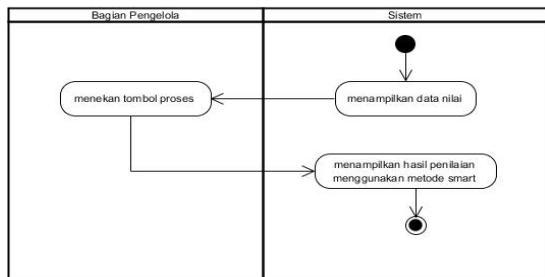 Bagian Pengelola
Sistem
menampilkan data nilai
menekan tombol proses
menampilkan hasil penilaian
menggunakan metode smart